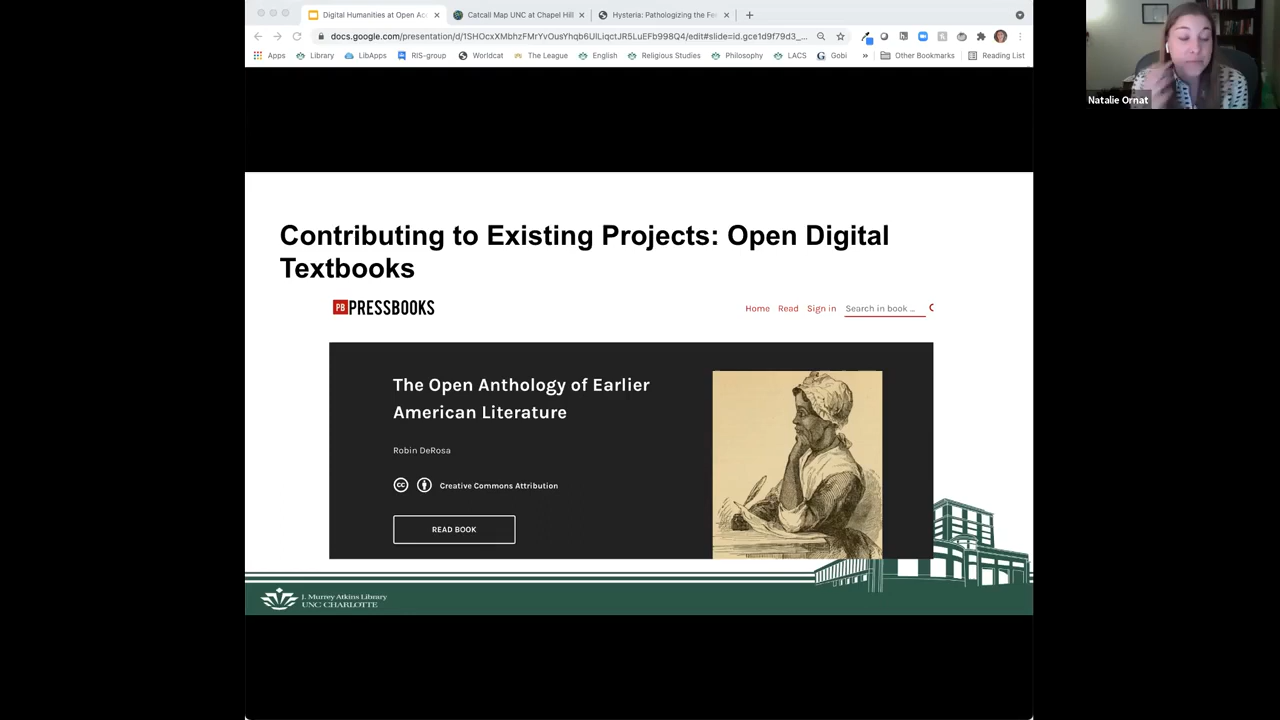 Digital Humanities at Open Acc
Catcall Map UNC at Chapel Hill
Hysteria: Pathologizing the Fe
docs.google.com/presentation/d/1SHOcxXMbhzFMrYvOusYhqb6UlLiqctJR5LuEFb998Q4/edit#slide=id.gce1d9f79d3_...
Apps
Library
LibApps
RIS-group
Worldcat
The League
English
Religious Studies
Philosophy
LACS
Gobi
»
Other Bookmarks
Reading List
Natalie Ornat
Contributing to Existing Projects: Open Digital
Textbooks
PB PRESSBOOKS
Home Read Sign in Search in book ...
The Open Anthology of Earlier
American Literature
Robin DeRosa
Creative Commons Attribution
READ BOOK
J. Murrey Atkins Library
UNC CHARLOTTE